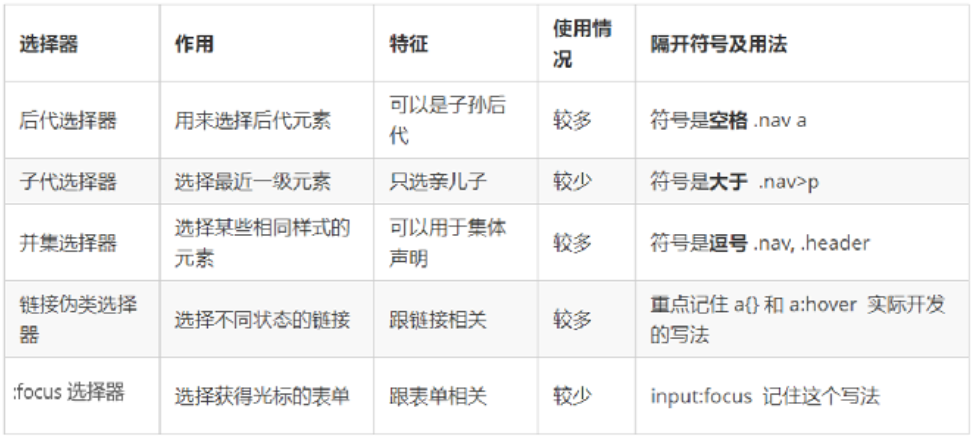 选择器 作用 特征 使用情况 隔开符号及用法
后代选择器 用来选择后代元素 可以是子孙后代 较多 符号是空格 .nav a
子代选择器 选择最近一级元素 只选亲儿子 较少 符号是大于 .nav>p
并集选择器 选择某些相同样式的元素 可以用于集体声明 较多 符号是逗号 .nav, .header
链接伪类选择器 选择不同状态的链接 跟链接相关 较多 重点记住 a{} 和 a:hover 实际开发的写法
:focus 选择器 选择获得光标的表单 跟表单相关 较少 input:focus 记住这个写法